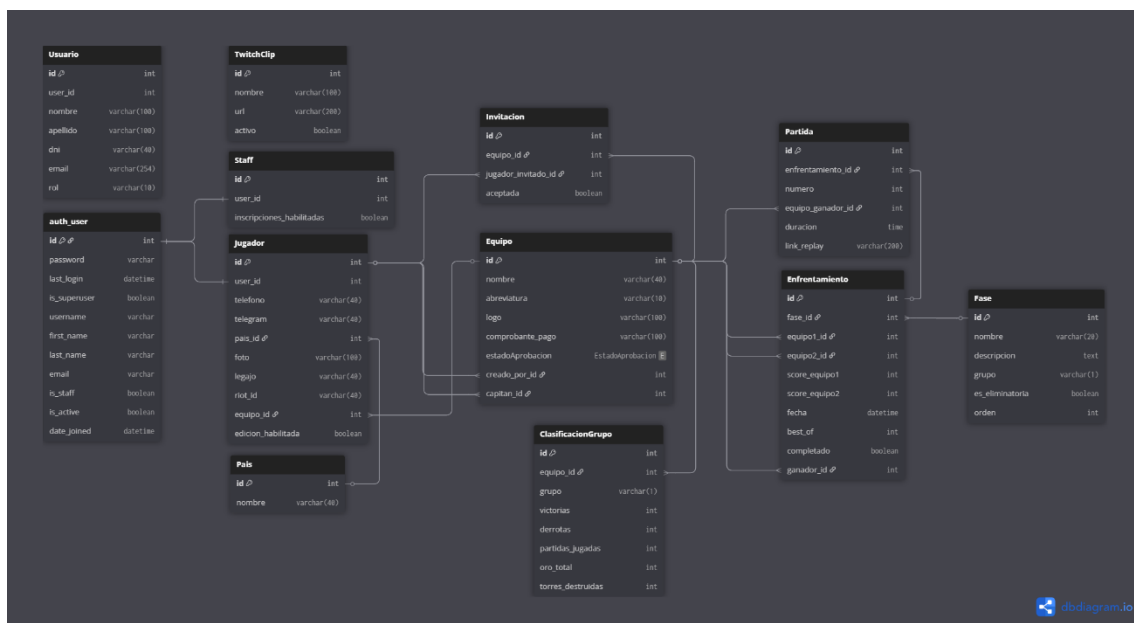 Usuario
id int
user_id int
nombre varchar(100)
apellido varchar(100)
dni varchar(40)
email varchar(254)
rol varchar(10)
auth_user
id int
password varchar
last_login datetime
is_superuser boolean
username varchar
first_name varchar
last_name varchar
email varchar
is_staff boolean
is_active boolean
date_joined datetime
TwitchClip
id int
nombre varchar(100)
url varchar(200)
activo boolean
Staff
id int
user_id int
inscripciones_habilitadas boolean
Jugador
id int
user_id int
telefono varchar(40)
telegram varchar(40)
pais_id int
foto varchar(100)
legajo varchar(40)
riot_id varchar(40)
equipo_id int
edicion_habilitada boolean
Pais
id int
nombre varchar(40)
Invitacion
id int
equipo_id int
jugador_invitado_id int
aceptada boolean
Equipo
id int
nombre varchar(40)
abreviatura varchar(10)
logo varchar(100)
comprobante_pago varchar(100)
estadoAprobacion EstadoAprobacion E
creado_por_id int
capitan_id int
ClasificacionGrupo
id int
equipo_id int
grupo varchar(1)
victorias int
derrotas int
partidas_jugadas int
oro_total int
torres_destruidas int
Partida
id int
enfrentamiento_id int
numero int
equipo_ganador_id int
duracion time
link_replay varchar(200)
Enfrentamiento
id int
fase_id int
equipo1_id int
equipo2_id int
score_equipo1 int
score_equipo2 int
fecha datetime
best_of int
completado boolean
ganador_id int
Fase
id int
nombre varchar(20)
descripcion text
grupo varchar(1)
es_eliminatoria boolean
orden int
dbdiagram.io